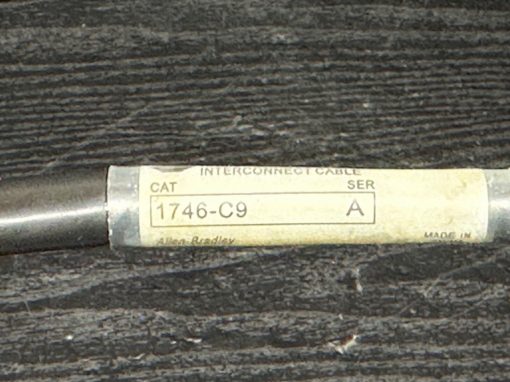 INTERCONNECT CABLE
CAT SER
1746-C9 A
Allen-Bradley MADE IN